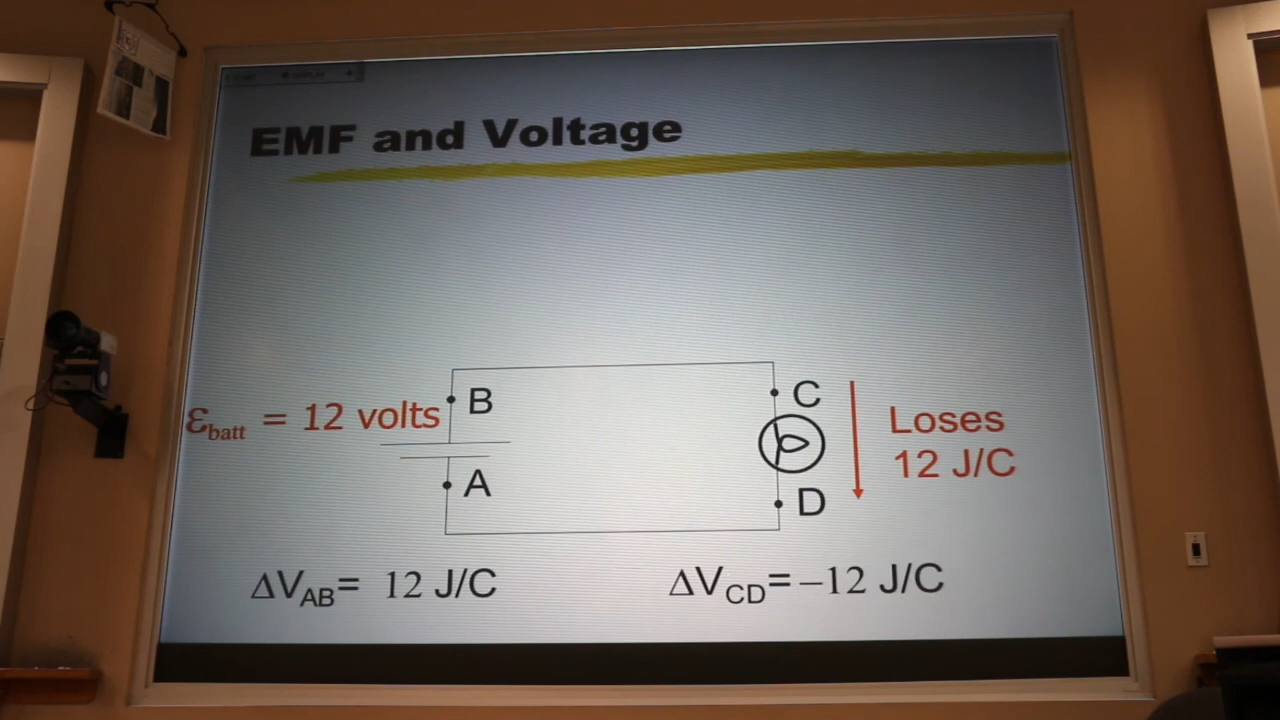 EMF and Voltage
B
C
ℰbatt = 12 volts
Loses
12 J/C
A
D
ΔVAB= 12 J/C
ΔVCD=–12 J/C